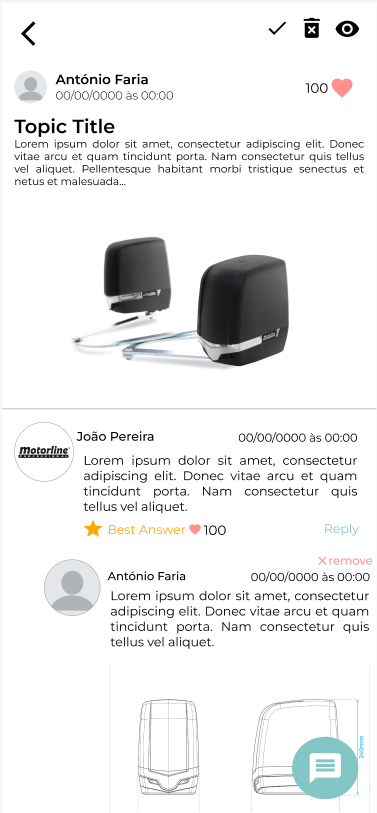 António Faria
00/00/0000 às 00:00
100
Topic Title
Lorem ipsum dolor sit amet, consectetur adipiscing elit. Donec
vitae arcu et quam tincidunt porta. Nam consectetur quis tellus
vel aliquet. Pellentesque habitant morbi tristique senectus et
netus et malesuada...
Motorline
PROFESSIONAL
João Pereira
00/00/0000 às 00:00
Lorem ipsum dolor sit amet, consectetur
adipiscing elit. Donec vitae arcu et quam
tincidunt porta. Nam consectetur quis
tellus vel aliquet.
Best Answer
100
Reply
remove
António Faria
00/00/0000 às 00:00
Lorem ipsum dolor sit amet, consectetur
adipiscing elit. Donec vitae arcu et quam
tincidunt porta. Nam consectetur quis
tellus vel aliquet.
240mm